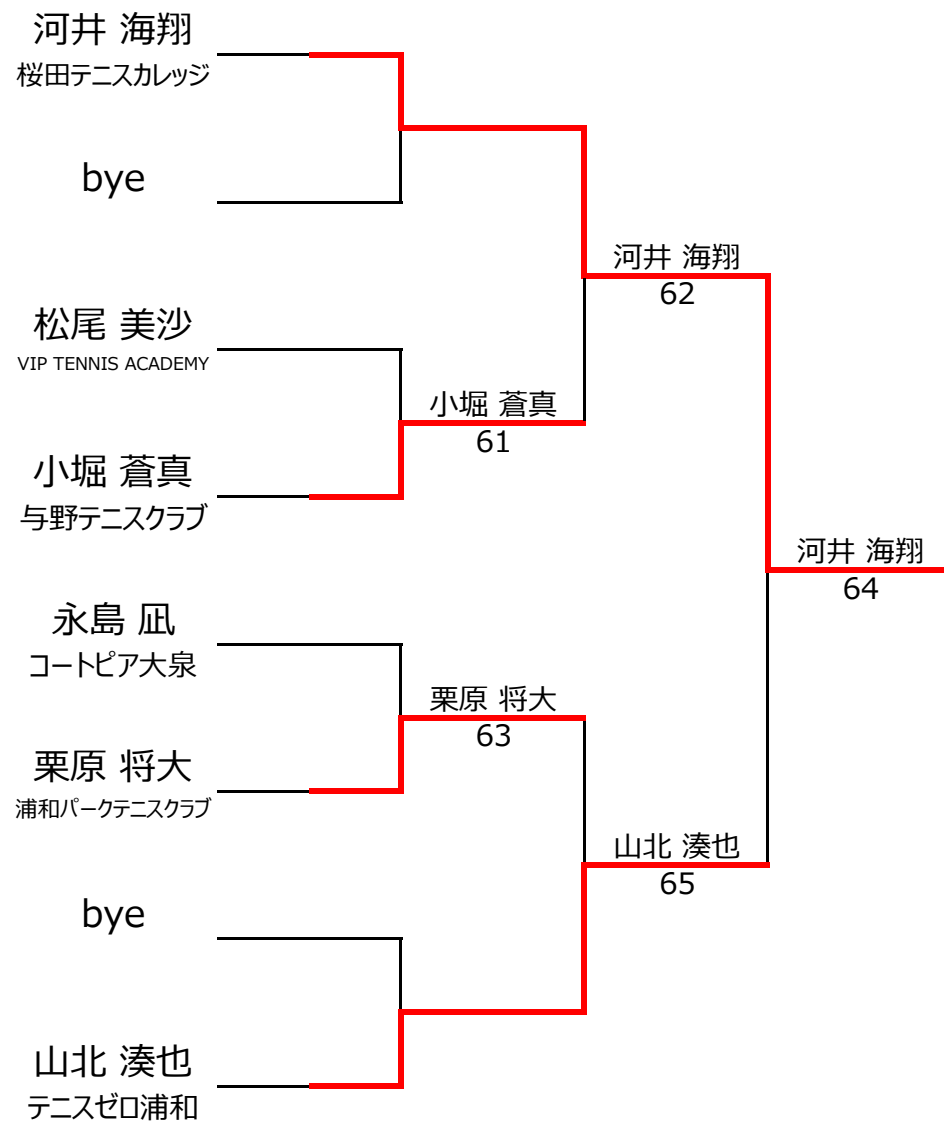 河井 海翔
桜田テニスカレッジ
bye
河井 海翔
62
松尾 美沙
VIP TENNIS ACADEMY
小堀 蒼真
61
小堀 蒼真
与野テニスクラブ
河井 海翔
64
永島 凪
コートピア大泉
栗原 将大
63
栗原 将大
浦和パークテニスクラブ
山北 湊也
65
bye
山北 湊也
テニスゼロ浦和